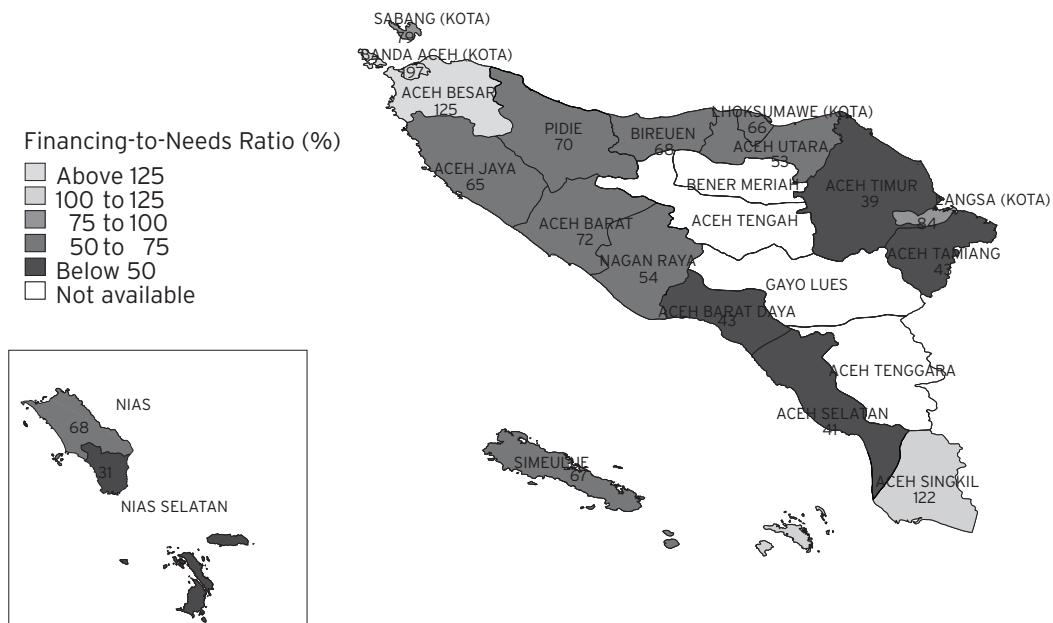 SABANG (KOTA)
79
BANDA ACEH (KOTA)
197
ACEH BESAR
125
Financing-to-Needs Ratio (%)
Above 125
100 to 125
75 to 100
50 to 75
Below 50
Not available
PIDIE
70
BIREUEN
68
LHOKSUMAWE (KOTA)
66
ACEH UTARA
53
ACEH JAYA
65
BENER MERIAH
ACEH TIMUR
39
LANGSA (KOTA)
84
ACEH TENGAH
ACEH BARAT
72
ACEH TAMIANG
43
NAGAN RAYA
54
GAYO LUES
ACEH BARAT DAYA
43
ACEH TENGGARA
ACEH SELATAN
41
SIMEULUE
67
ACEH SINGKIL
122
NIAS
68
31
NIAS SELATAN